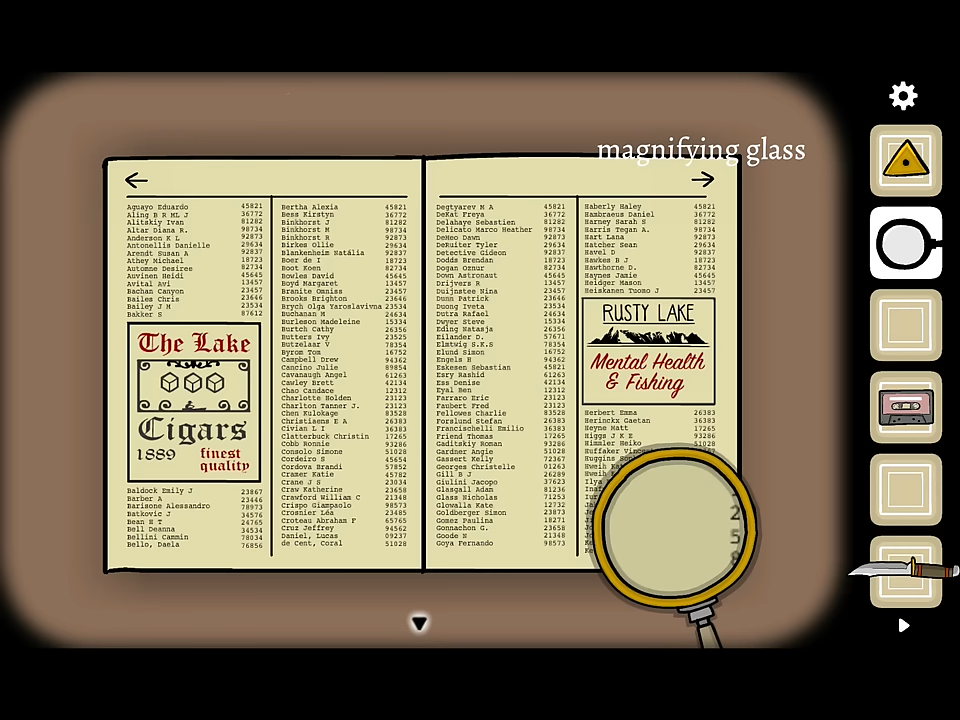 magnifying glass
Aguayo Eduardo 45821
Aling B R ML J 36772
Alitskiy Ivan 81282
Altar Diana R. 98734
Anderson K L 92873
Antonellis Danielle 29634
Arendt Susan A 92837
Athey Michael 18723
Automne Desiree 82734
Auvinen Heidi 45645
Avital Avi 13457
Bachan Canyon 23457
Bailes Chris 23646
Bailey J M 23534
Bakker S 87612
The Lake
Cigars
1889 finest
quality
Baldock Emily J 23867
Barber A 23446
Barisone Alessandro 78973
Batkovic J 34576
Bean H T 24765
Bell Deanna 34534
Bellini Cammin 78034
Bello, Daela 76856
Bertha Alexia 45821
Bess Kirstyn 36772
Binkhorst J 81282
Binkhorst M 98734
Binkhorst R 92873
Birkes Ollie 29634
Blankenheim Natália 92837
Boer de I 18723
Boot Koen 82734
Bowles David 45645
Boyd Margaret 13457
Branite Omniss 23457
Brooks Brighton 23646
Brych Olga Yaroslavivna 23534
Buchanan M 24634
Burleson Madeleine 15334
Burtch Cathy 26356
Butters Ivy 23525
Butzelaar V 78354
Byrom Tom 16752
Campbell Drew 94362
Cancino Julie 89854
Cavanaugh Angel 61263
Cawley Brett 42134
Chao Candace 12312
Charlotte Holden 23123
Charlton Tanner J. 23123
Chen Kulokage 83528
Christiaens E A 26383
Civian L I 36383
Clatterbuck Christin 17265
Cobb Ronnie 93286
Consolo Simone 51028
Cordeiro S 45654
Cordova Brandi 57852
Cramer Katie 45782
Crane J S 23034
Craw Katherine 23658
Crawford William C 21348
Crispo Giampaolo 98573
Crosnier Léa 23485
Croteau Abraham F 65765
Cruz Jeffrey 94562
Daniel, Lucas 09237
de Cent, Coral 51028
Degtyarev M A 45821
DeKat Freya 36772
Delahaye Sebastien 81282
Delicato Marco Heather 98734
DeMeo Dawn 92873
DeRuiter Tyler 29634
Detective Gideon 92837
Dodds Brendan 18723
Dogan Oznur 82734
Down Astronaut 45645
Drijvers R 13457
Duijnstee Nina 23457
Dunn Patrick 23646
Duong Iveta 23534
Dutra Rafael 24634
Dwyer Steve 15334
Eding Natasja 26356
Eilander D. 57671
Elmtwig S.K.S 78354
Elund Simon 16752
Engels H 94362
Eskesen Sebastian 45821
Esry Rashid 61263
Ess Denise 42134
Eyal Ben 12312
Farraro Eric 23123
Faubert Fred 23123
Fellowes Charlie 83528
Forslund Stefan 26383
Francischelli Emilio 36383
Friend Thomas 17265
Gaditskiy Roman 93286
Gardner Angie 51028
Gassert Kelly 72367
Georges Christelle 01263
Gill B J 26289
Giulini Jacopo 37623
Glasgall Adam 81236
Glass Nicholas 71253
Glowalla Kate 12732
Goldberger Simon 23873
Gomez Paulina 18271
Gonnachon G. 23658
Goode N 21348
Goya Fernando 98573
Haberly Haley 45821
Hambraeus Daniel 36772
Harney Sarah S 81282
Harris Tegan A. 98734
Hart Lana 92873
Hatcher Sean 29634
Havel D 92837
Hawkes B J 18723
Hawthorne D. 82734
Haynes Jamie 45645
Heldger Mason 13457
Heiskanen Tuomo J 23457
RUSTY LAKE
Mental Health
& Fishing
Herbert Emma 26383
Herinckx Gaetan 36383
Heyne Matt 17265
Higgs J K E 93286
Himmler Heiko 51028
Huffaker
Huggins
Hweih
Hweih
Ilya
2
5